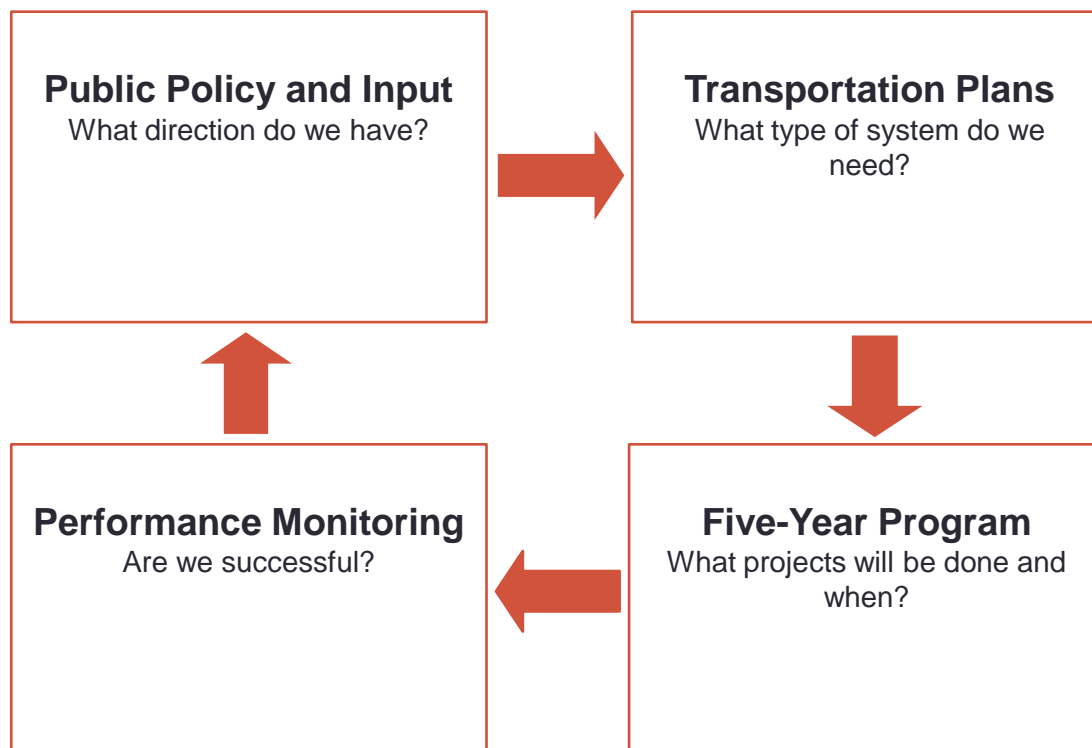 Public Policy and Input
What direction do we have?
Transportation Plans
What type of system do we
need?
Performance Monitoring
Are we successful?
Five-Year Program
What projects will be done and
when?